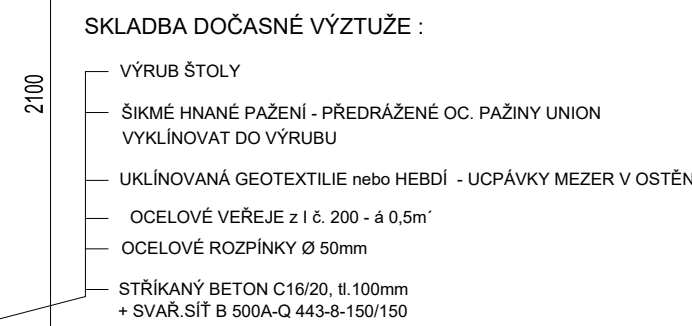 SKLADBA DOČASNÉ VÝZTUŽE :
2100
VÝRUB ŠTOLY
ŠIKMÉ HNANÉ PAŽENÍ - PŘEDRÁŽENÉ OC. PAŽINY UNION
VYKLÍNOVAT DO VÝRUBU
UKLÍNOVANÁ GEOTEXTILIE nebo HEBDÍ - UCPÁVKY MEZER V OSTĚN
OCELOVÉ VEŘEJE z I č. 200 - á 0,5m´
OCELOVÉ ROZPÍNKY Ø 50mm
STŘÍKANÝ BETON C16/20, tl.100mm
+ SVAŘ.SÍŤ B 500A-Q 443-8-150/150